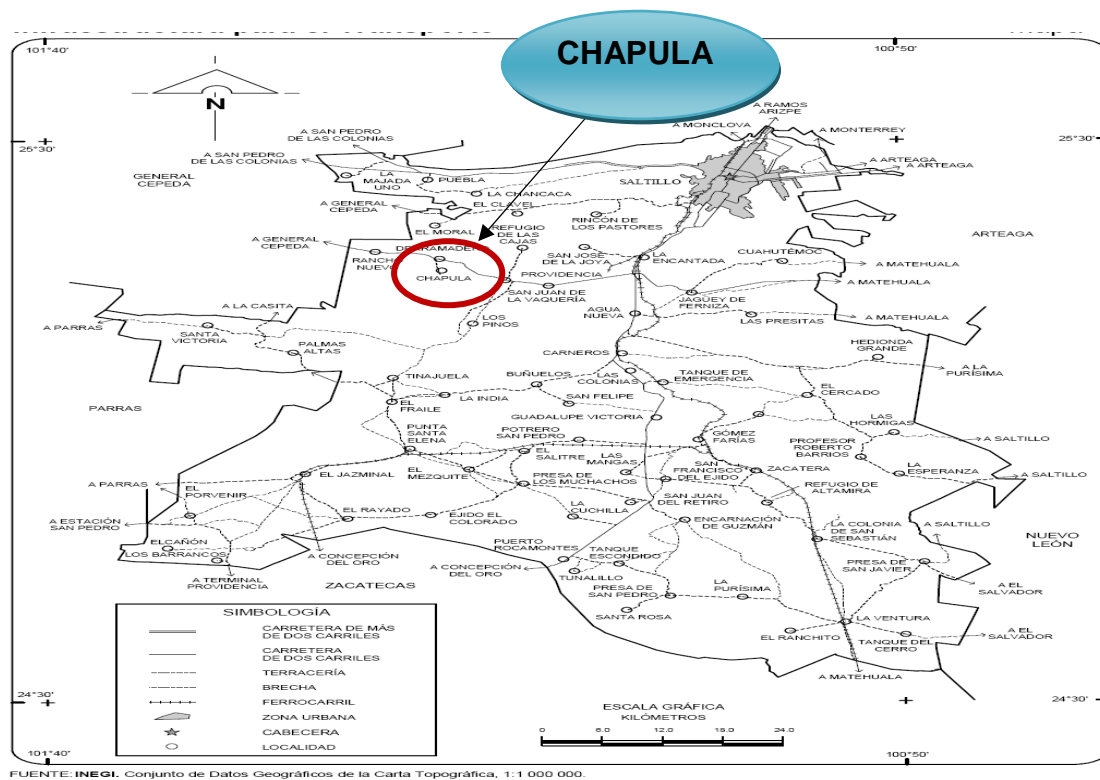 CHAPULA
101°40'
100°50'
N
A RAMOS
ARIZPE
A MONCLOVA
A MONTERREY
A SAN PEDRO
DE LAS COLONIAS
25°30'
25°30'
A SAN PEDRO
DE LAS COLONIAS
A ARTEAGA
A ARTEAGA
GENERAL
CEPEDA
LA
MAJADA
UNO
PUEBLA
SALTILLO
LA CHANCACA
A GENERAL
CEPEDA
EL CLAVEL
EL MORAL
REFUGIO
DE LAS
CAJAS
RINCÓN DE
LOS PASTORES
ARTEAGA
A GENERAL
CEPEDA
SAN JOSÉ
DE LA JOYA
LA
ENCANTADA
CUAUHTÉMOC
A MATEHUALA
CHAPULA
PROVIDENCIA
SAN JUAN DE
LA VAQUERÍA
A MATEHUALA
JAGÜEY DE
FERNIZA
A LA CASITA
AGUA
NUEVA
LAS PRESITAS
A MATEHUALA
A PARRAS
SANTA
VICTORIA
LOS
PINOS
PALMAS
ALTAS
CARNEROS
HEDIONDA
GRANDE
A LA
PURÍSIMA
TINAJUELA
BUÑUELOS
LAS
COLONIAS
TANQUE DE
EMERGENCIA
EL
CERCADO
PARRAS
EL
FRAILE
LA INDIA
SAN FELIPE
GUADALUPE VICTORIA
LAS
HORMIGAS
PUNTA
SANTA
ELENA
POTRERO
SAN PEDRO
GÓMEZ
FARÍAS
PROFESOR
ROBERTO
BARRIOS
A SALTILLO
EL
SALITRE
LAS
MANGAS
SAN
FRANCISCO
DEL EJIDO
ZACATERA
LA
ESPERANZA
A SALTILLO
A PARRAS
EL JAZMINAL
EL
MEZQUITE
PRESA DE
LOS MUCHACHOS
REFUGIO DE
ALTAMIRA
EL
PORVENIR
EL RAYADO
EJIDO EL
COLORADO
LA
CUCHILLA
SAN JUAN
DEL RETIRO
ENCARNACIÓN
DE GUZMÁN
LA COLONIA
DE SAN
SEBASTIÁN
A SALTILLO
A ESTACIÓN
SAN PEDRO
NUEVO
LEÓN
EL CAÑÓN
LOS BARRANCOS
A CONCEPCIÓN
DEL ORO
PUERTO
ROCAMONTES
TANQUE
ESCONDIDO
PRESA DE
SAN JAVIER
A CONCEPCIÓN
DEL ORO
TUNALILLO
A TERMINAL
PROVIDENCIA
ZACATECAS
PRESA DE
SAN PEDRO
LA
PURÍSIMA
A EL
SALVADOR
SANTA ROSA
LA VENTURA
EL RANCHITO
TANQUE DEL
CERRO
A EL
SALVADOR
A MATEHUALA
SIMBOLOGÍA
CARRETERA DE MÁS
DE DOS CARRILES
CARRETERA
DE DOS CARRILES
TERRACERÍA
BRECHA
FERROCARRIL
ZONA URBANA
CABECERA
LOCALIDAD
ESCALA GRÁFICA
KILÓMETROS
0 6.0 12.0 18.0 24.0
24°30'
24°30'
101°40'
100°50'
FUENTE: INEGI. Conjunto de Datos Geográficos de la Carta Topográfica, 1:1 000 000.